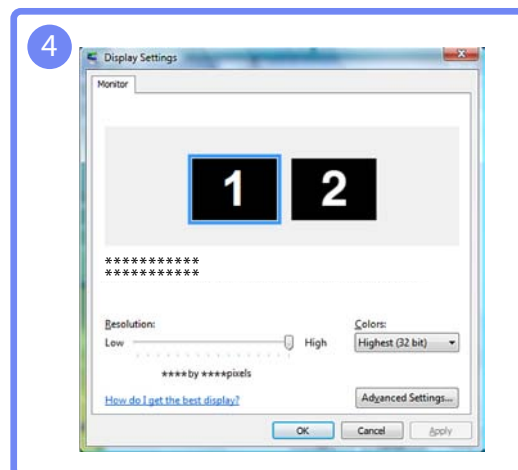 4
Display Settings
Monitor
1 2
***********
***********
Resolution:
Colors:
Low High
Highest (32 bit)
****by ****pixels
How do I get the best display?
Advanced Settings...
OK Cancel Apply